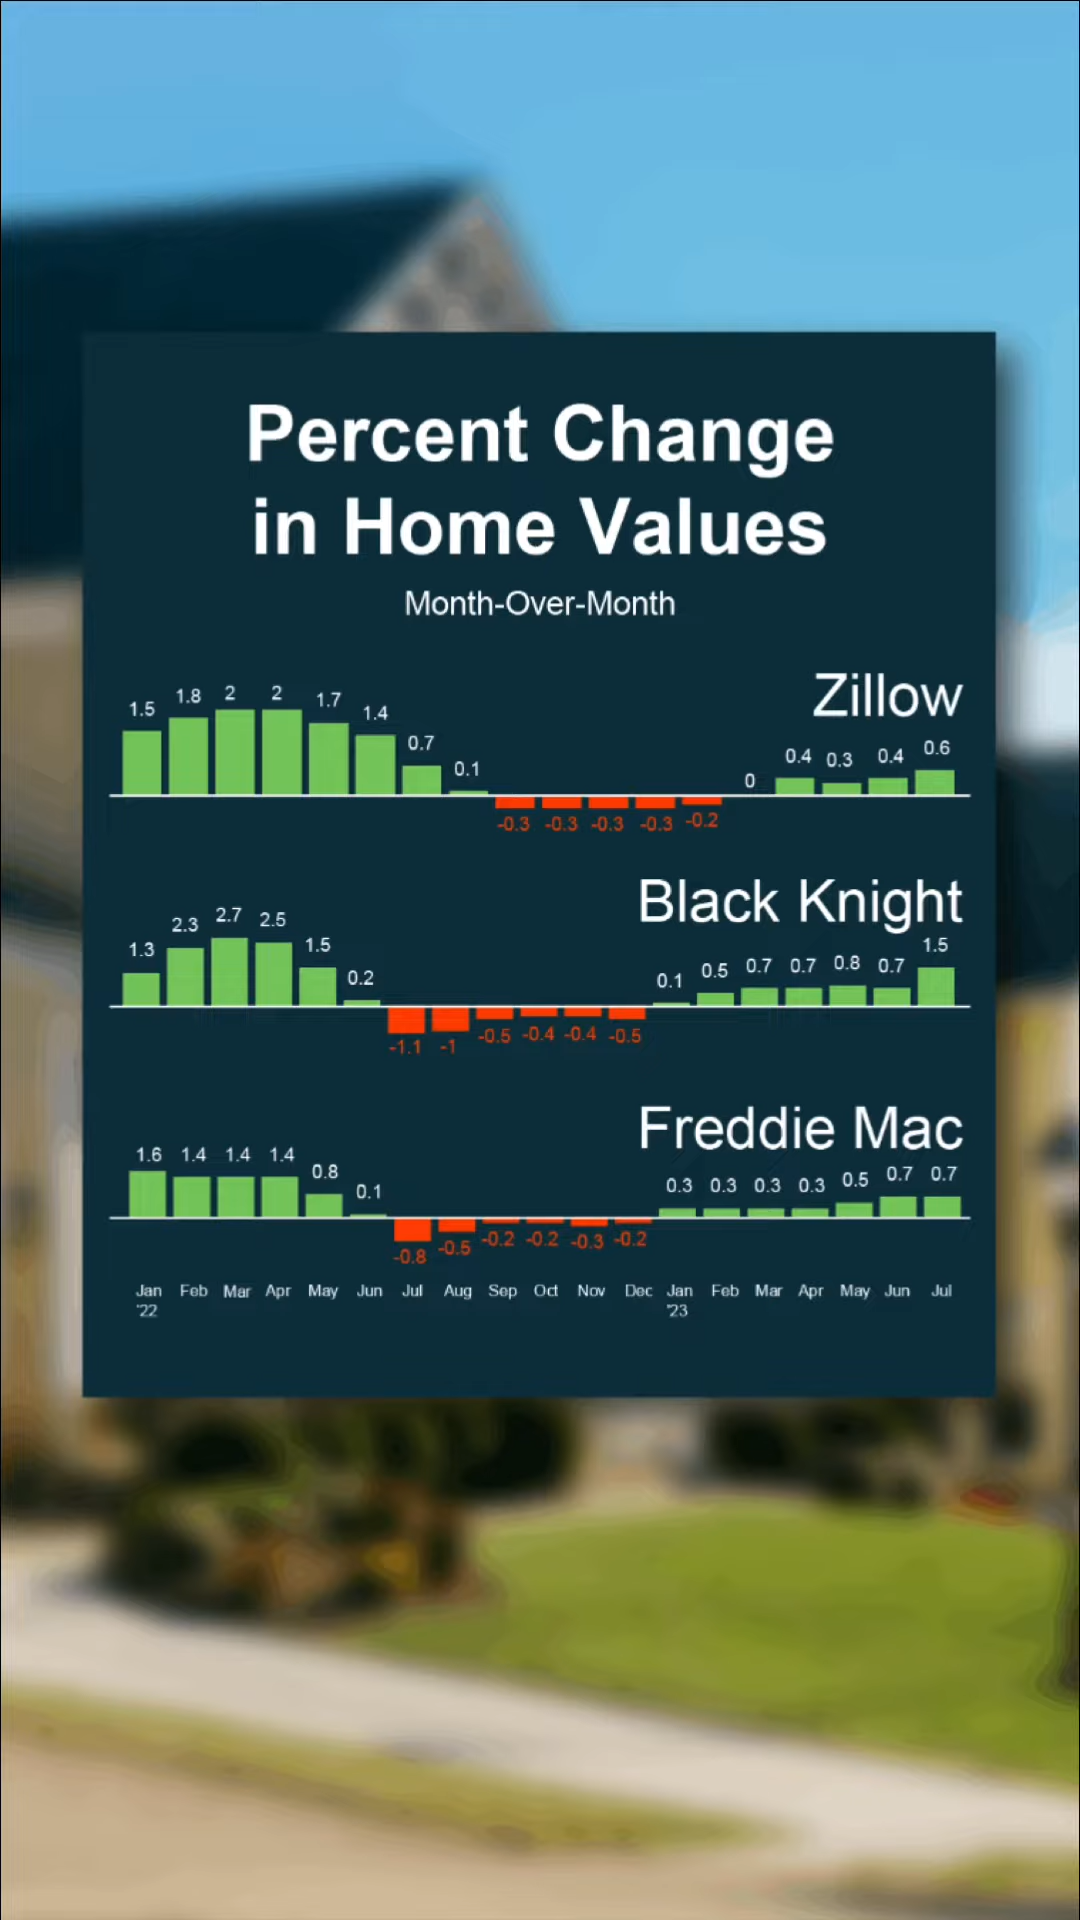 Percent Change
in Home Values
Month-Over-Month
Zillow
1.5 1.8 2 2 1.7 1.4 0.7 0.1 -0.3 -0.3 -0.3 -0.3 -0.2 0 0.4 0.3 0.4 0.6
Black Knight
1.3 2.3 2.7 2.5 1.5 0.2 -1.1 -1 -0.5 -0.4 -0.4 -0.5 0.1 0.5 0.7 0.7 0.8 0.7 1.5
Freddie Mac
1.6 1.4 1.4 1.4 0.8 0.1 -0.8 -0.5 -0.2 -0.2 -0.3 -0.2 0.3 0.3 0.3 0.3 0.5 0.7 0.7
Jan Feb Mar Apr May Jun Jul Aug Sep Oct Nov Dec Jan Feb Mar Apr May Jun Jul
'22 '23